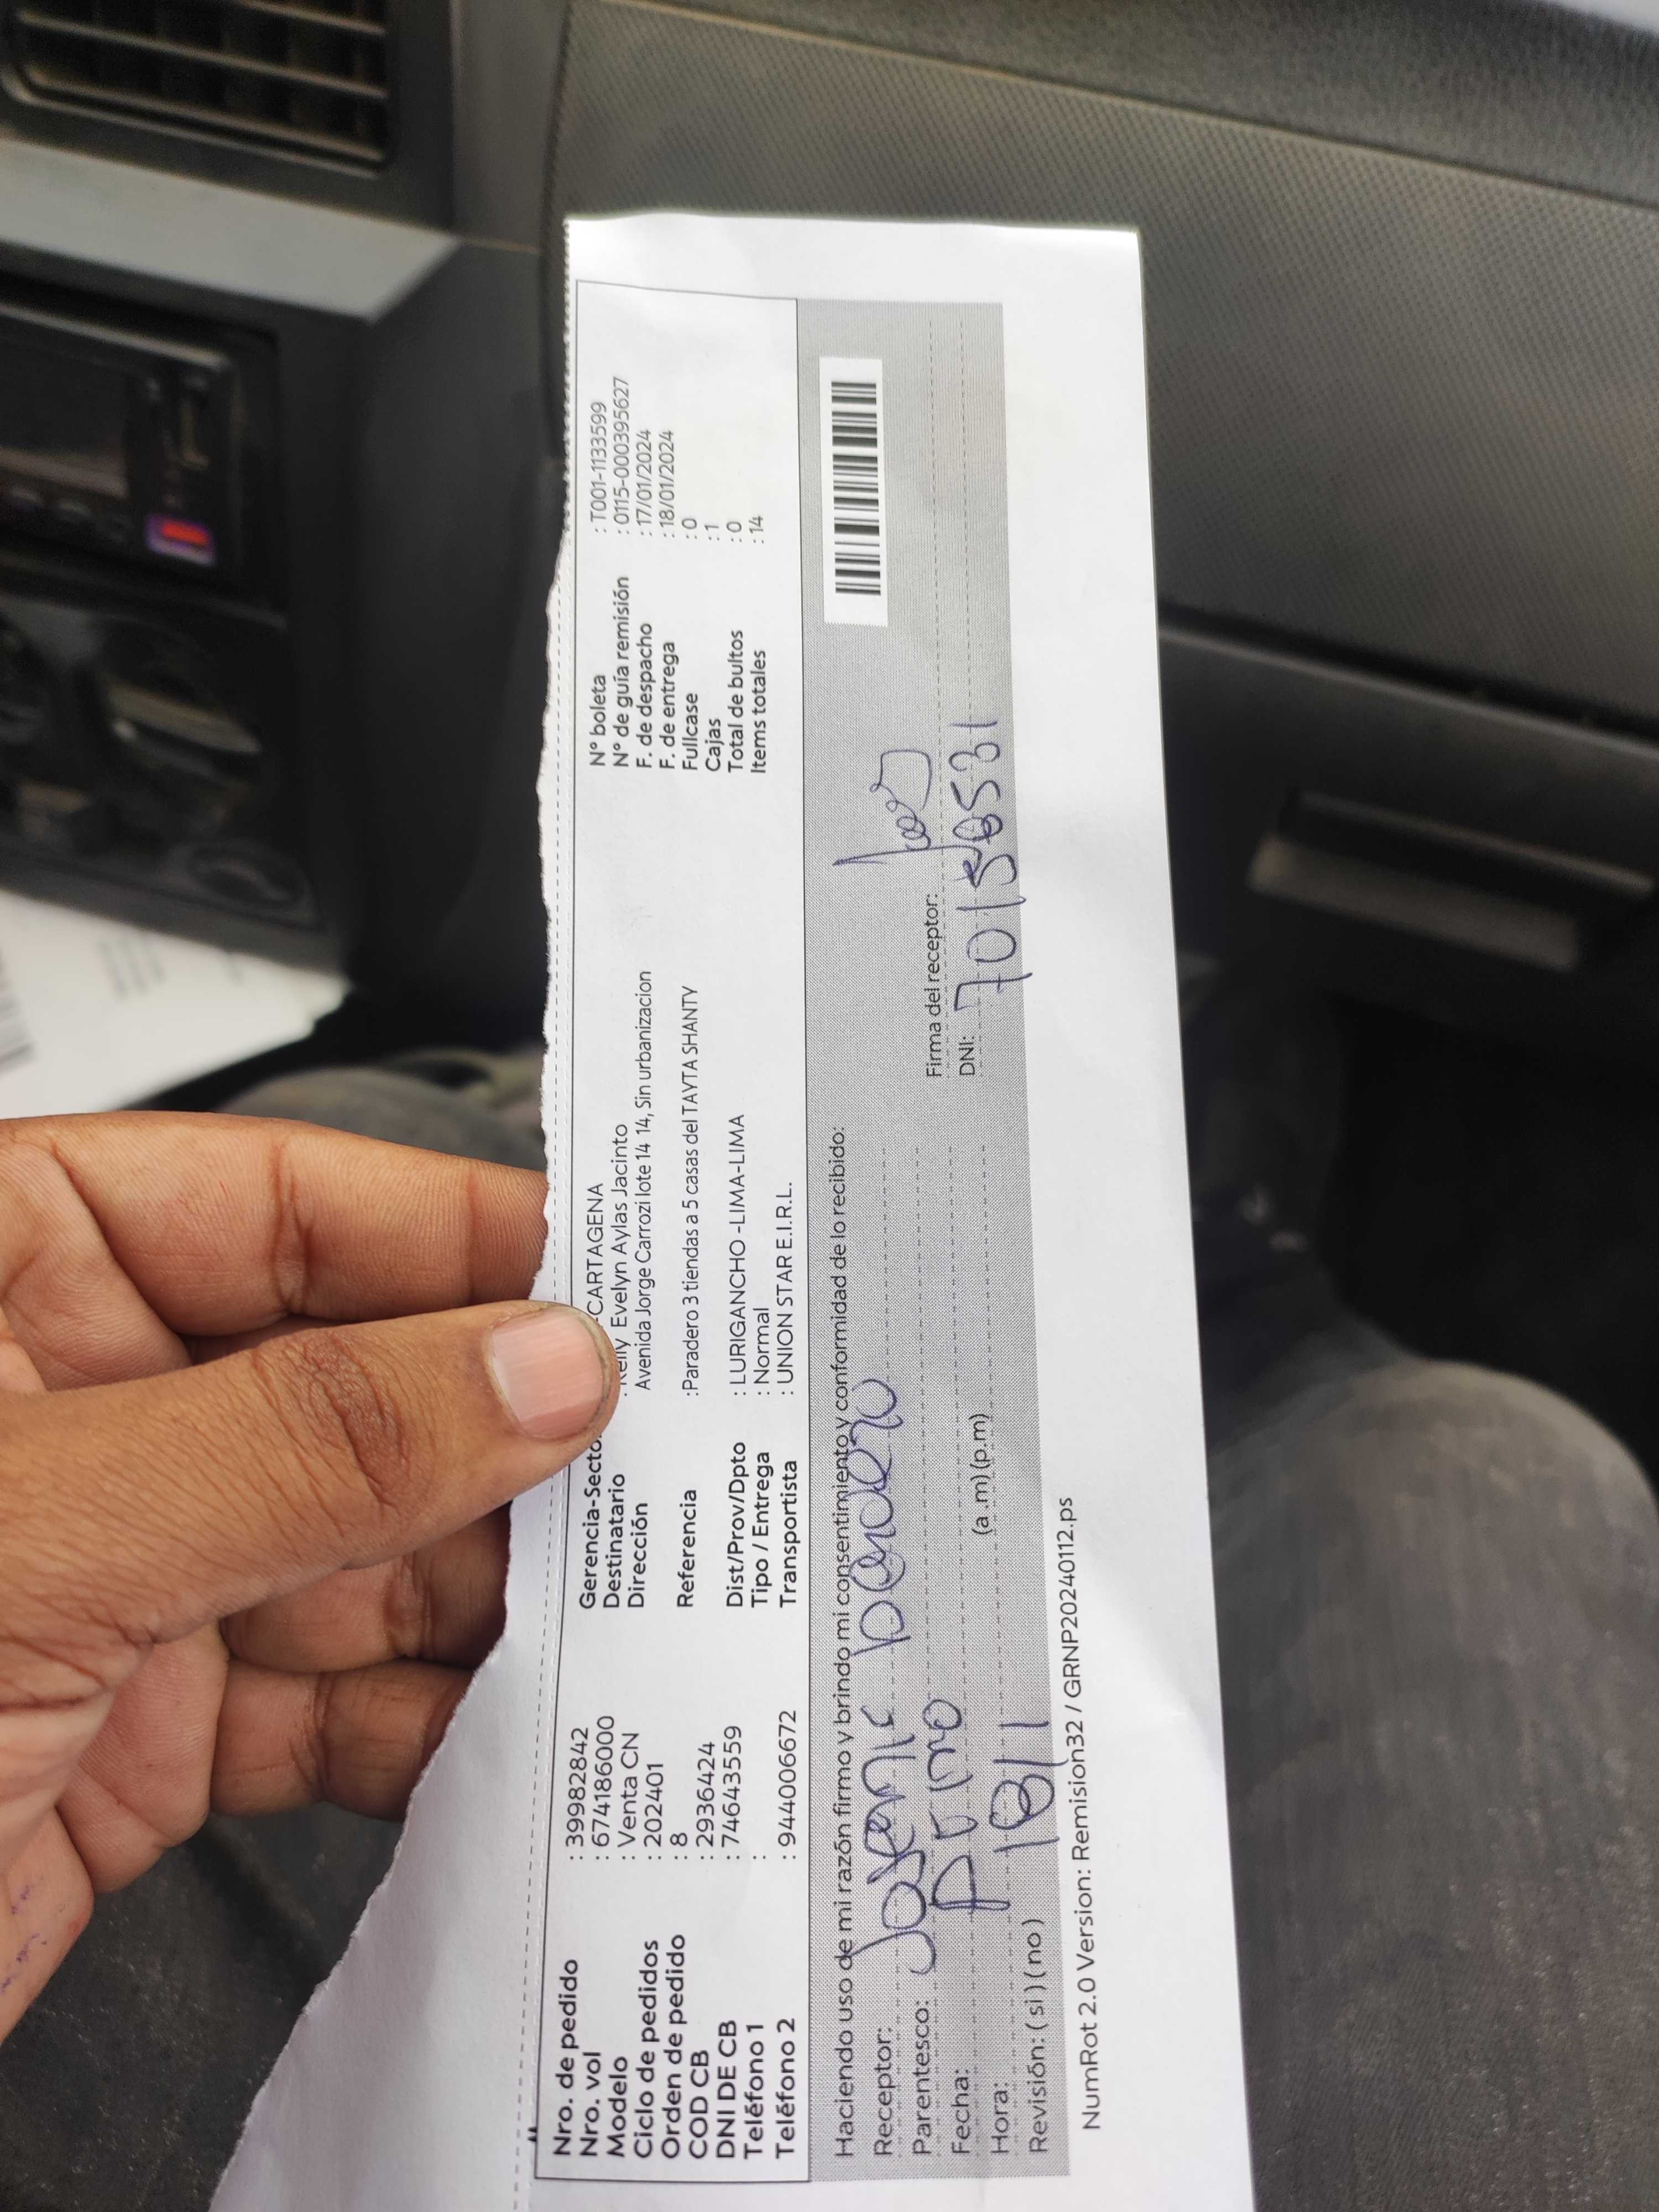 Nro. de pedido : 39982842
Nro. vol : 674186000
Modelo : Venta CN
Ciclo de pedidos : 202401
Orden de pedido : 8
COD CB : 2936424
DNI DE CB : 74643559
Teléfono 1 :
Teléfono 2 : 944006672
Gerencia-Secto CARTAGENA
Destinatario : Kelly Evelyn Aylas Jacinto
Dirección Avenida Jorge Carrozi lote 14 14, Sin urbanizacion
Referencia :Paradero 3 tiendas a 5 casas del TAYTA SHANTY
Dist/Prov/Dpto : LURIGANCHO -LIMA-LIMA
Tipo / Entrega : Normal
Transportista : UNION STAR E.I.R.L.
N° boleta : T001-1133599
N° de guía remisión : 0115-000395627
F. de despacho : 17/01/2024
F. de entrega : 18/01/2024
Fullcase : 0
Cajas : 1
Total de bultos : 0
Items totales : 14
Haciendo uso de mi razón firmo y brindo mi consentimiento y conformidad de lo recibido:
Receptor:
Parentesco: Primo
Fecha: 18/1
Hora: (a .m) (p.m)
Revisión: ( si ) ( no )
Firma del receptor:
DNI:
NumRot 2.0 Version: Remision32 / GRNP20240112.ps